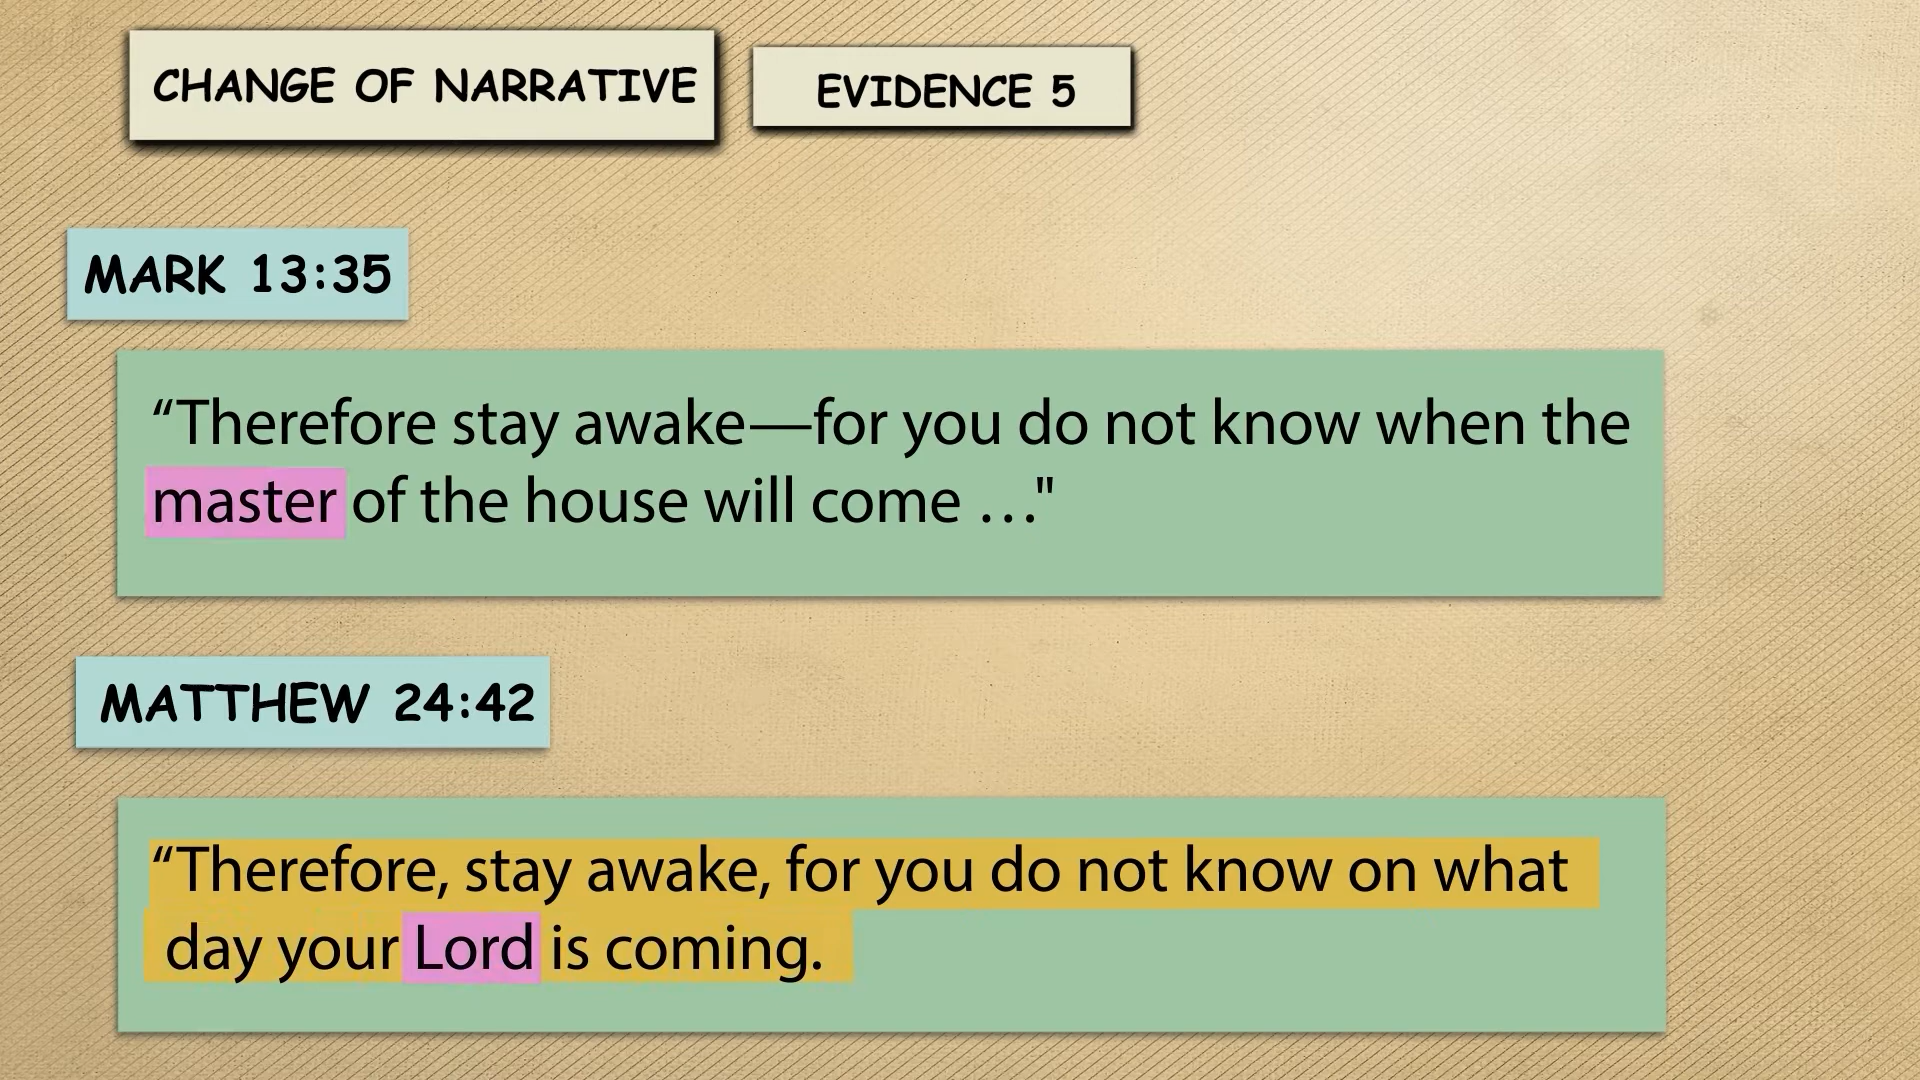 CHANGE OF NARRATIVE
EVIDENCE 5
MARK 13:35
“Therefore stay awake—for you do not know when the
master of the house will come …"
MATTHEW 24:42
“Therefore, stay awake, for you do not know on what
day your Lord is coming.